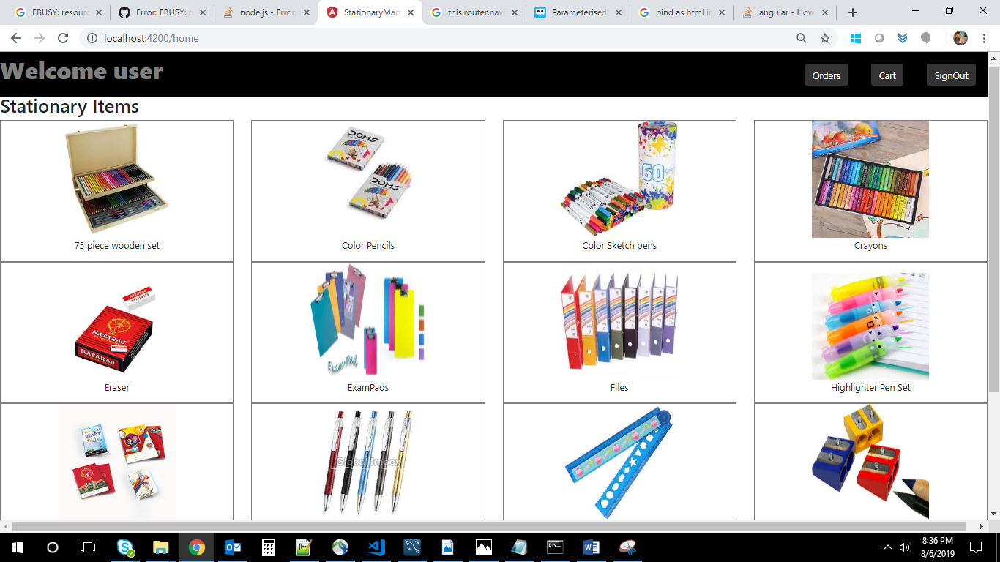 EBUSY: resourc
Error: EBUSY: r
node.js - Error
StationaryMart
this.router.nav
Parameterised
bind as html in
angular - How
localhost:4200/home
Welcome user
Orders
Cart
SignOut
Stationary Items
DOMS
DOMS
60
75 piece wooden set
Color Pencils
Color Sketch pens
Crayons
NATARAJ
NATARAJ
NATARAJ
Exam-Pad
Eraser
ExamPads
Files
Highlighter Pen Set
DIARY
Global Impex
8:36 PM
8/6/2019